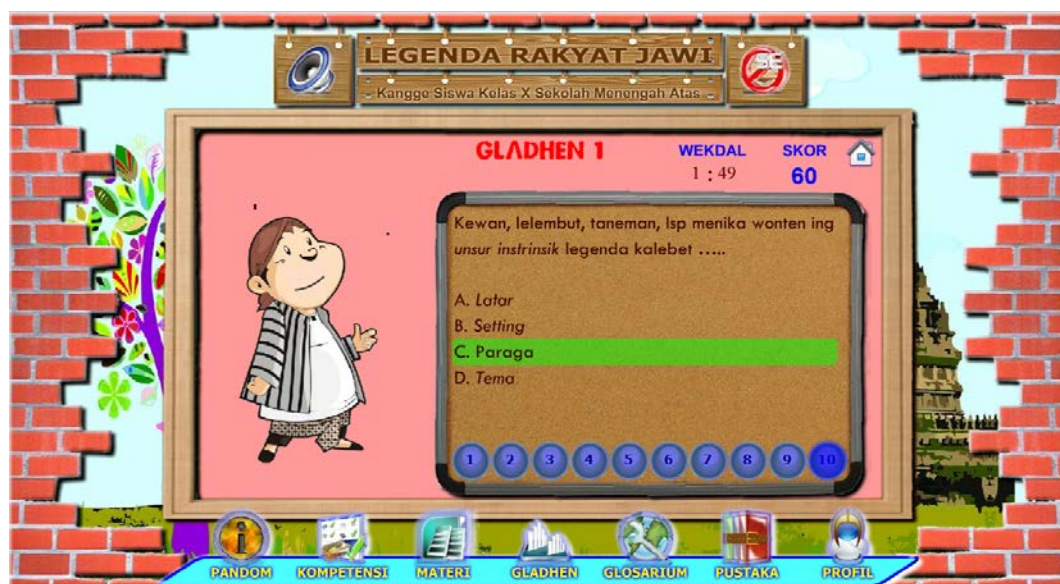 LEGENDA RAKYAT JAWI
Kangge Siswa Kelas X Sekolah Menengah Atas
SE
GLADHEN 1
WEKDAL
SKOR
1 : 49
60
Kewan, lelembut, taneman, lsp menika wonten ing
unsur instrinsik legenda kalebet .....
A. Latar
B. Setting
C. Paraga
D. Tema
1 2 3 4 5 6 7 8 9 10
PANDOM KOMPETENSI MATERI GLADHEN GLOSARIUM PUSTAKA PROFIL